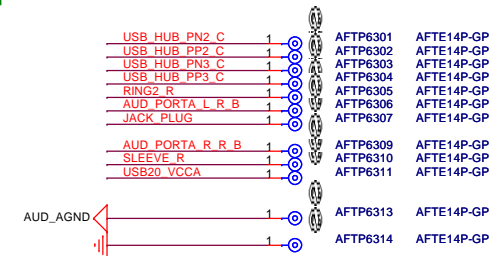 USB_HUB_PN2_C 1 AFTP6301 AFTE14P-GP
USB_HUB_PP2_C 1 AFTP6302 AFTE14P-GP
USB_HUB_PN3_C 1 AFTP6303 AFTE14P-GP
USB_HUB_PP3_C 1 AFTP6304 AFTE14P-GP
RING2_R 1 AFTP6305 AFTE14P-GP
AUD_PORTA_L_R_B 1 AFTP6306 AFTE14P-GP
JACK_PLUG 1 AFTP6307 AFTE14P-GP
AUD_PORTA_R_R_B 1 AFTP6309 AFTE14P-GP
SLEEVE_R 1 AFTP6310 AFTE14P-GP
USB20_VCCA 1 AFTP6311 AFTE14P-GP
AUD_AGND 1 AFTP6313 AFTE14P-GP
1 AFTP6314 AFTE14P-GP